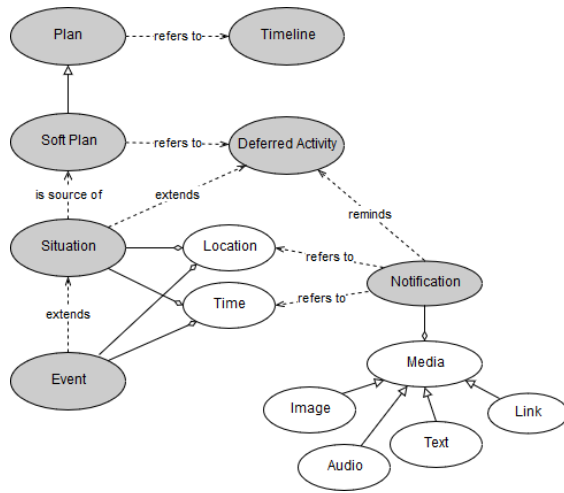 Plan
refers to
Timeline
Soft Plan
refers to
Deferred Activity
is source of
extends
reminds
Situation
Location
refers to
Notification
Time
refers to
extends
Event
Media
Image
Link
Text
Audio